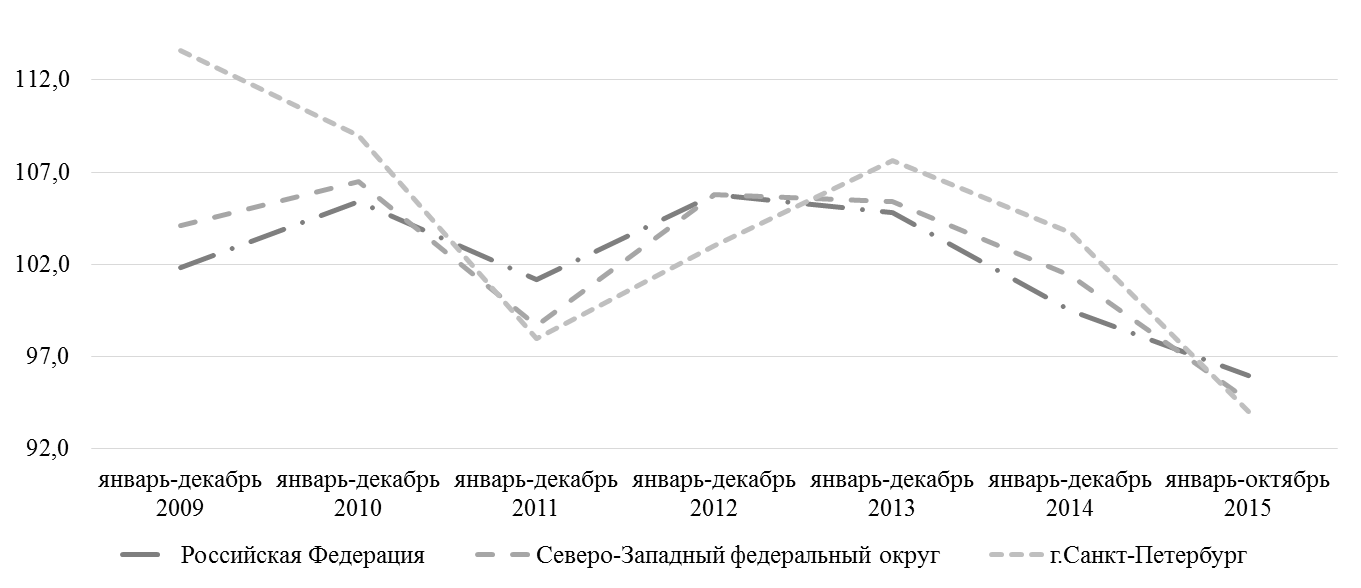 112,0
107,0
102,0
97,0
92,0
январь-декабрь январь-декабрь январь-декабрь январь-декабрь январь-декабрь январь-декабрь январь-октябрь
2009 2010 2011 2012 2013 2014 2015
Российская Федерация Северо-Западный федеральный округ г.Санкт-Петербург